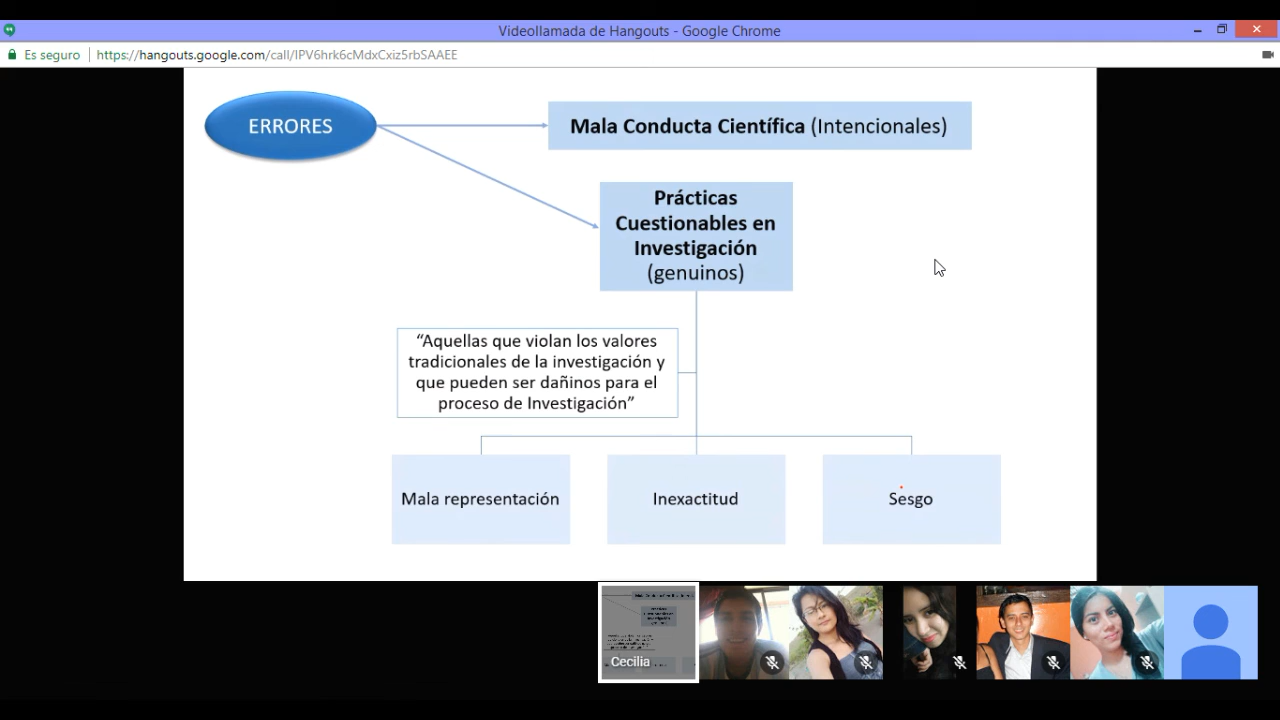 Videollamada de Hangouts - Google Chrome
Es seguro
https://hangouts.google.com/call/IPV6hrk6cMdxCxiz5rbSAAEE
ERRORES
Mala Conducta Científica (Intencionales)
Prácticas
Cuestionables en
Investigación
(genuinos)
“Aquellas que violan los valores
tradicionales de la investigación y
que pueden ser dañinos para el
proceso de Investigación”
Mala representación
Inexactitud
Sesgo
Cecilia